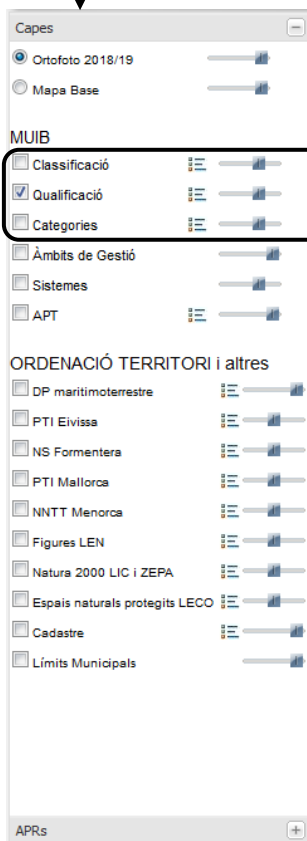 Capes
Ortofoto 2018/19
Mapa Base
MUIB
Classificació
Qualificació
Categories
Àmbits de Gestió
Sistemes
APT
ORDENACIÓ TERRITORI i altres
DP maritimoterrestre
PTI Eivissa
NS Formentera
PTI Mallorca
NNTT Menorca
Figures LEN
Natura 2000 LIC i ZEPA
Espais naturals protegits LECO
Cadastre
Límits Municipals
APRs